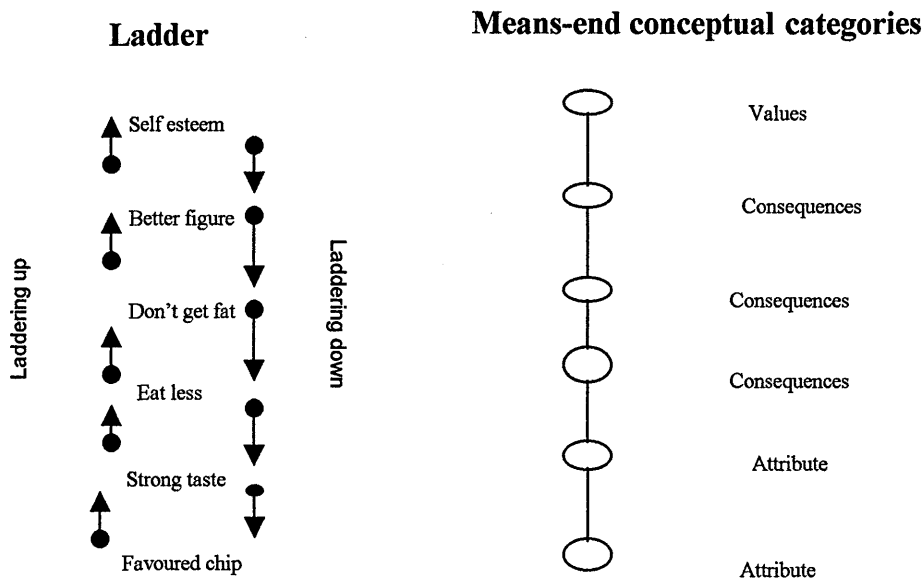 Ladder
Means-end conceptual categories
Self esteem
Values
Better figure
Consequences
Laddering up
Laddering down
Don't get fat
Consequences
Eat less
Consequences
Strong taste
Attribute
Favoured chip
Attribute